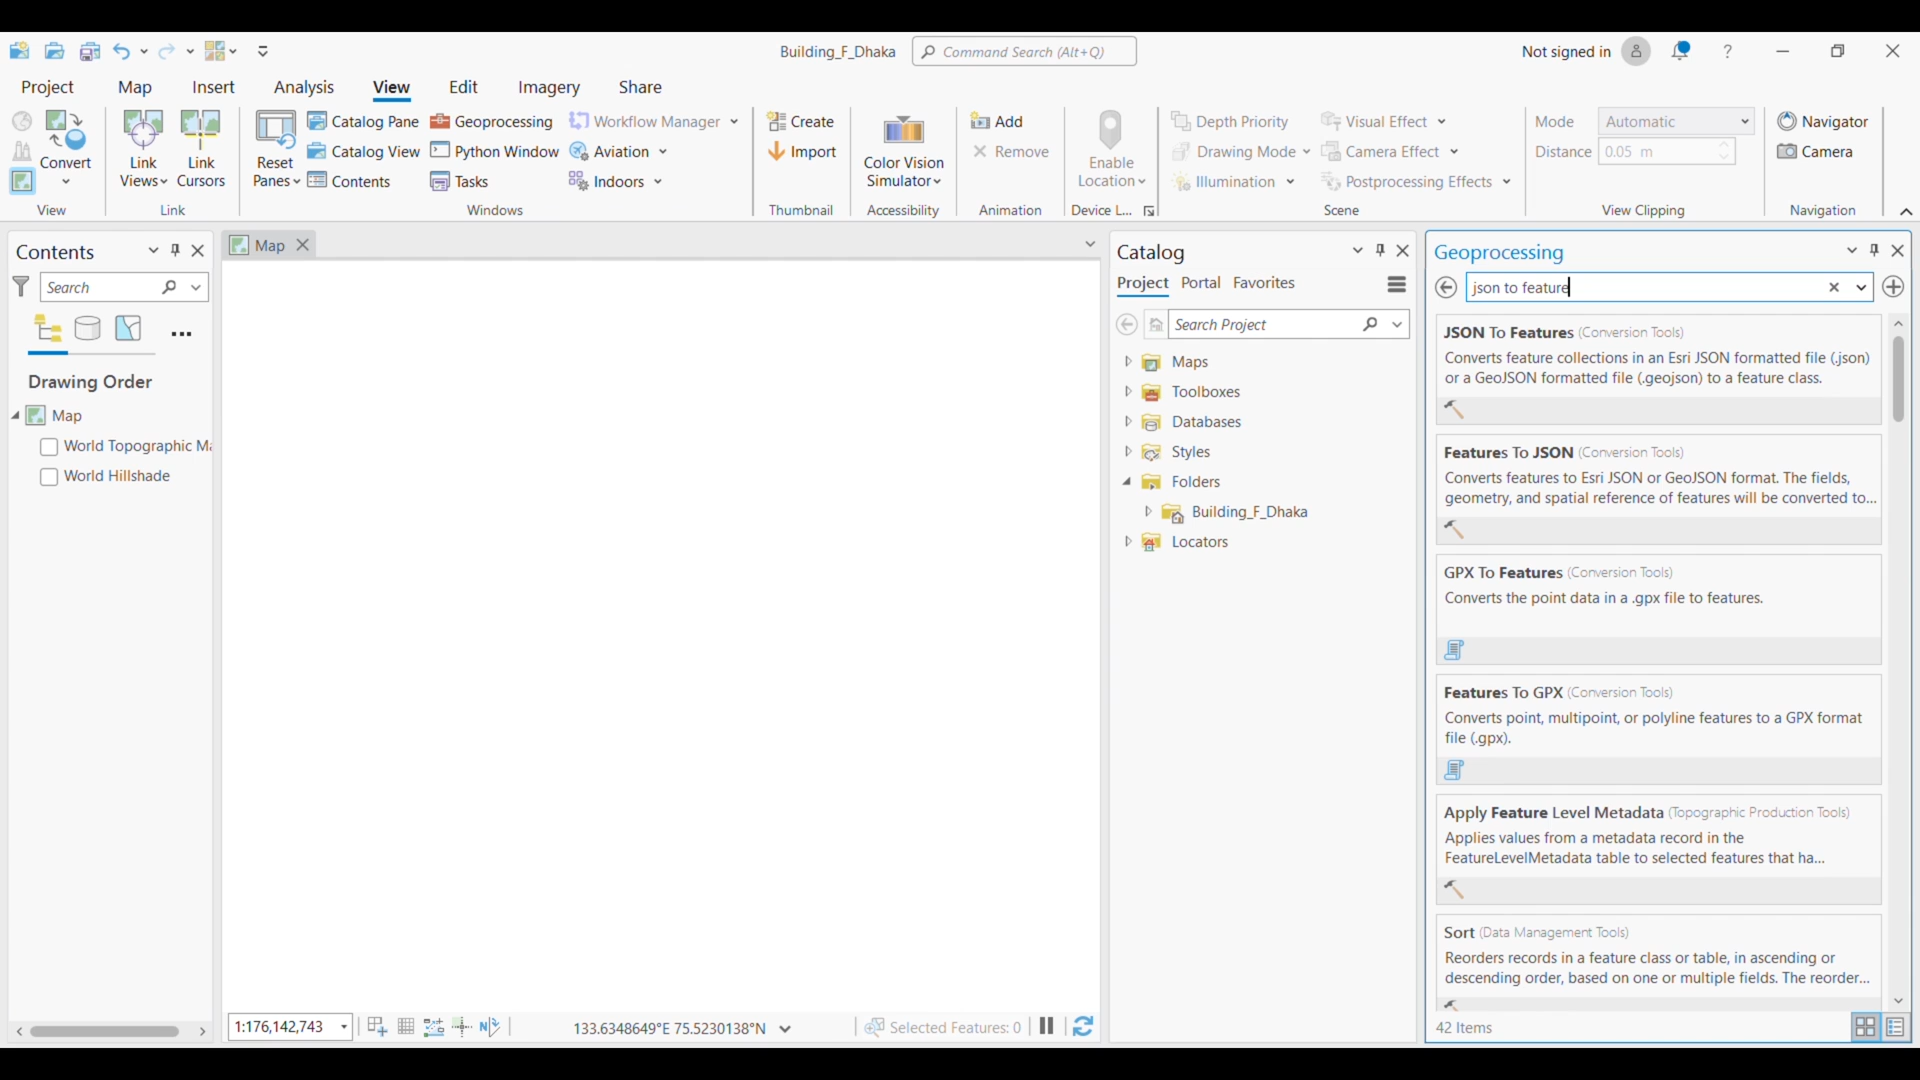 Building_F_Dhaka
Command Search (Alt+Q)
Not signed in
?
Project
Map
Insert
Analysis
View
Edit
Imagery
Share
Convert
View
Link Views
Link Cursors
Link
Reset Panes
Catalog Pane
Catalog View
Contents
Geoprocessing
Python Window
Tasks
Workflow Manager
Aviation
Indoors
Windows
Create
Import
Thumbnail
Color Vision
Simulator
Accessibility
Add
Remove
Animation
Enable
Location
Device L...
Depth Priority
Drawing Mode
Illumination
Visual Effect
Camera Effect
Postprocessing Effects
Scene
Mode
Automatic
Distance
0.05 m
View Clipping
Navigator
Camera
Navigation
Contents
Search
Drawing Order
Map
World Topographic Ma
World Hillshade
Map
1:176,142,743
133.6348649°E 75.5230138°N
Selected Features: 0
Catalog
Project
Portal
Favorites
Search Project
Maps
Toolboxes
Databases
Styles
Folders
Building_F_Dhaka
Locators
Geoprocessing
json to feature
JSON To Features (Conversion Tools)
Converts feature collections in an Esri JSON formatted file (.json)
or a GeoJSON formatted file (.geojson) to a feature class.
Features To JSON (Conversion Tools)
Converts features to Esri JSON or GeoJSON format. The fields,
geometry, and spatial reference of features will be converted to...
GPX To Features (Conversion Tools)
Converts the point data in a .gpx file to features.
Features To GPX (Conversion Tools)
Converts point, multipoint, or polyline features to a GPX format
file (.gpx).
Apply Feature Level Metadata (Topographic Production Tools)
Applies values from a metadata record in the
FeatureLevelMetadata table to selected features that ha...
Sort (Data Management Tools)
Reorders records in a feature class or table, in ascending or
descending order, based on one or multiple fields. The reorder...
42 Items